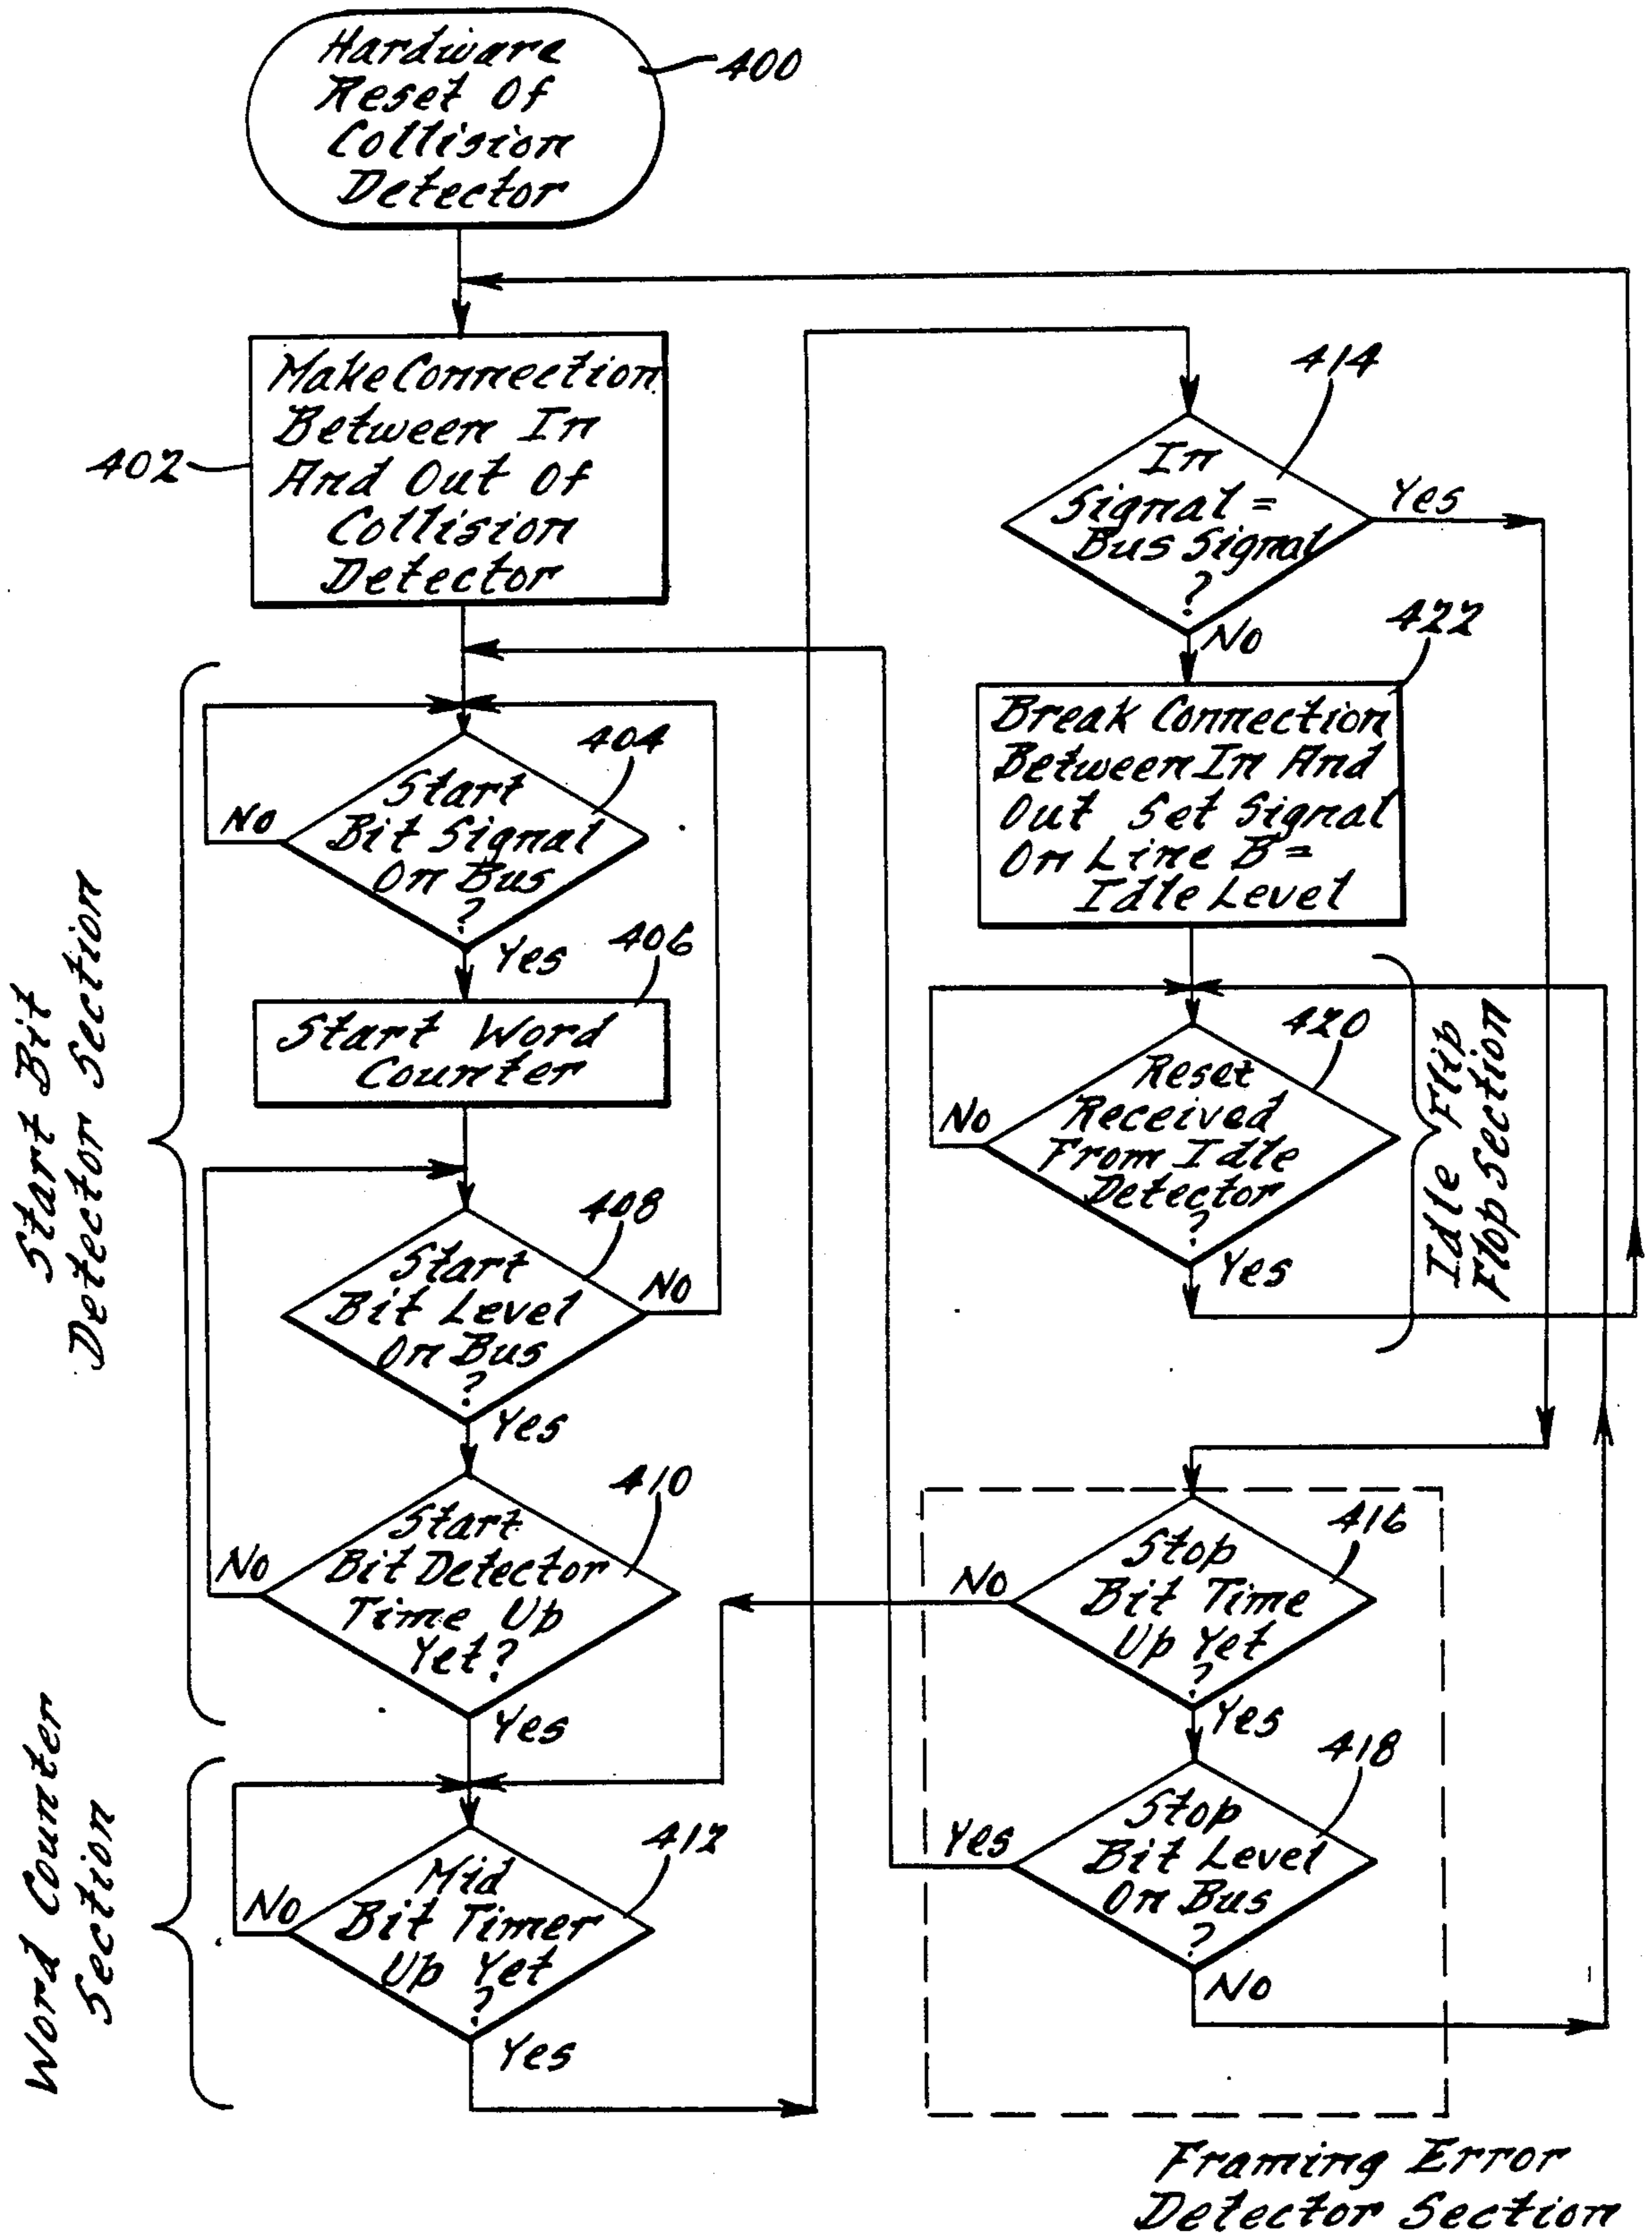 Hardware
Reset Of
Collision
Detector
400
Make Connection
Between In
And Out Of
Collision
Detector
402
Start Bit
Detector Section
404
Start
Bit Signal
On Bus
?
No
Yes
406
Start Word
Counter
408
Start
Bit Level
On Bus
?
No
Yes
410
Start
Bit Detector
Time Up
Yet?
No
Yes
Word Counter
Section
412
Mid
Bit Timer
Up Yet
?
No
Yes
414
In
Signal =
Bus Signal
?
Yes
No
422
Break Connection
Between In And
Out Set Signal
On Line B =
Idle Level
420
Reset
Received
From Idle
Detector
?
No
Yes
Idle Flip
Flop Section
416
Stop
Bit Time
Up Yet
?
No
Yes
418
Stop
Bit Level
On Bus
?
Yes
No
Framing Error
Detector Section